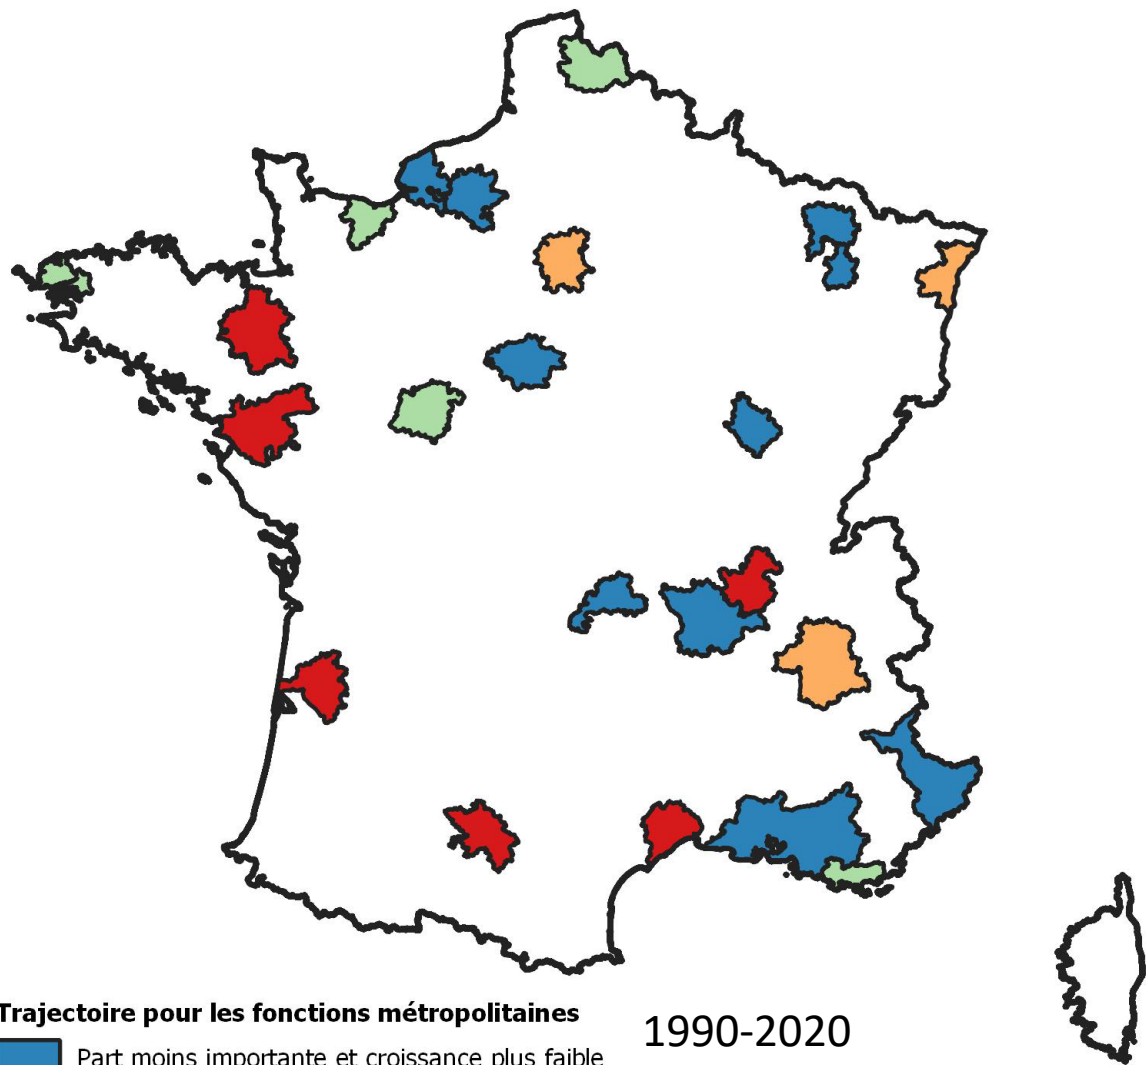 Trajectoire pour les fonctions métropolitaines
1990-2020
Part moins importante et croissance plus faible